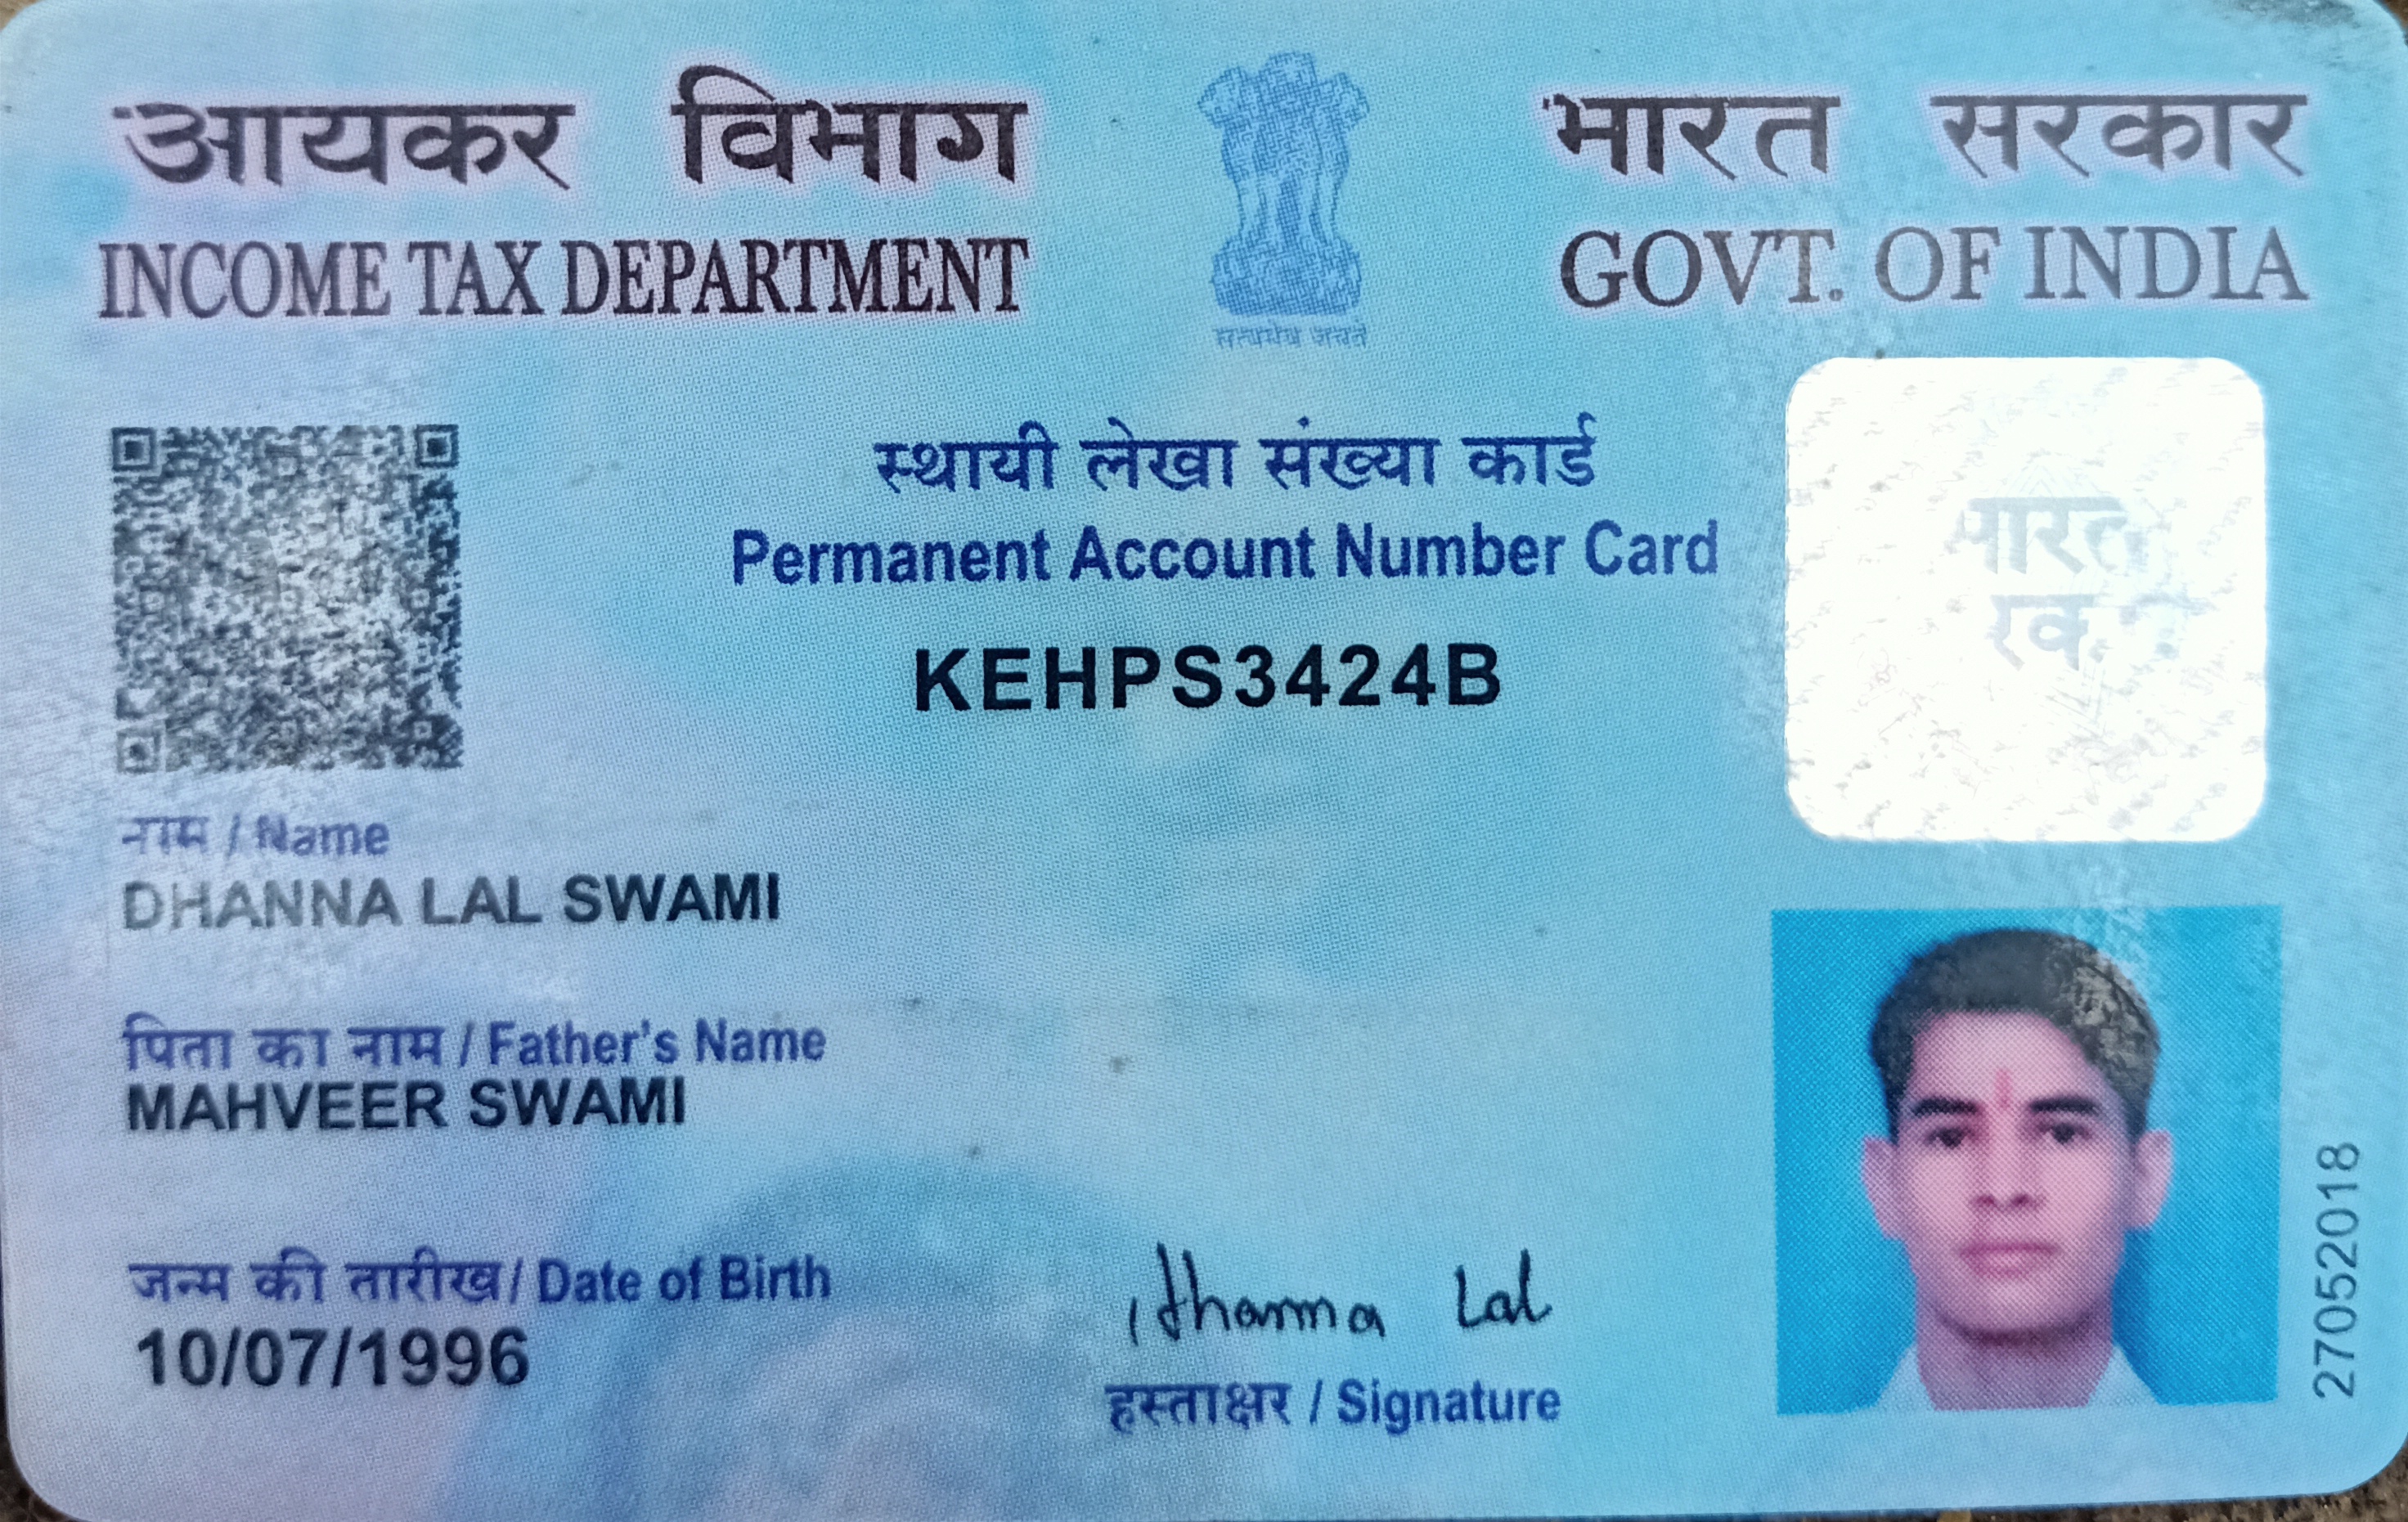 आयकर विभाग
INCOME TAX DEPARTMENT
सत्यमेव जयते
भारत सरकार
GOVT. OF INDIA
स्थायी लेखा संख्या कार्ड
Permanent Account Number Card
KEHPS3424B
भारत
नाम / Name
DHANNA LAL SWAMI
पिता का नाम / Father's Name
MAHVEER SWAMI
जन्म की तारीख / Date of Birth
10/07/1996
Dhanna Lal
हस्ताक्षर / Signature
27052018